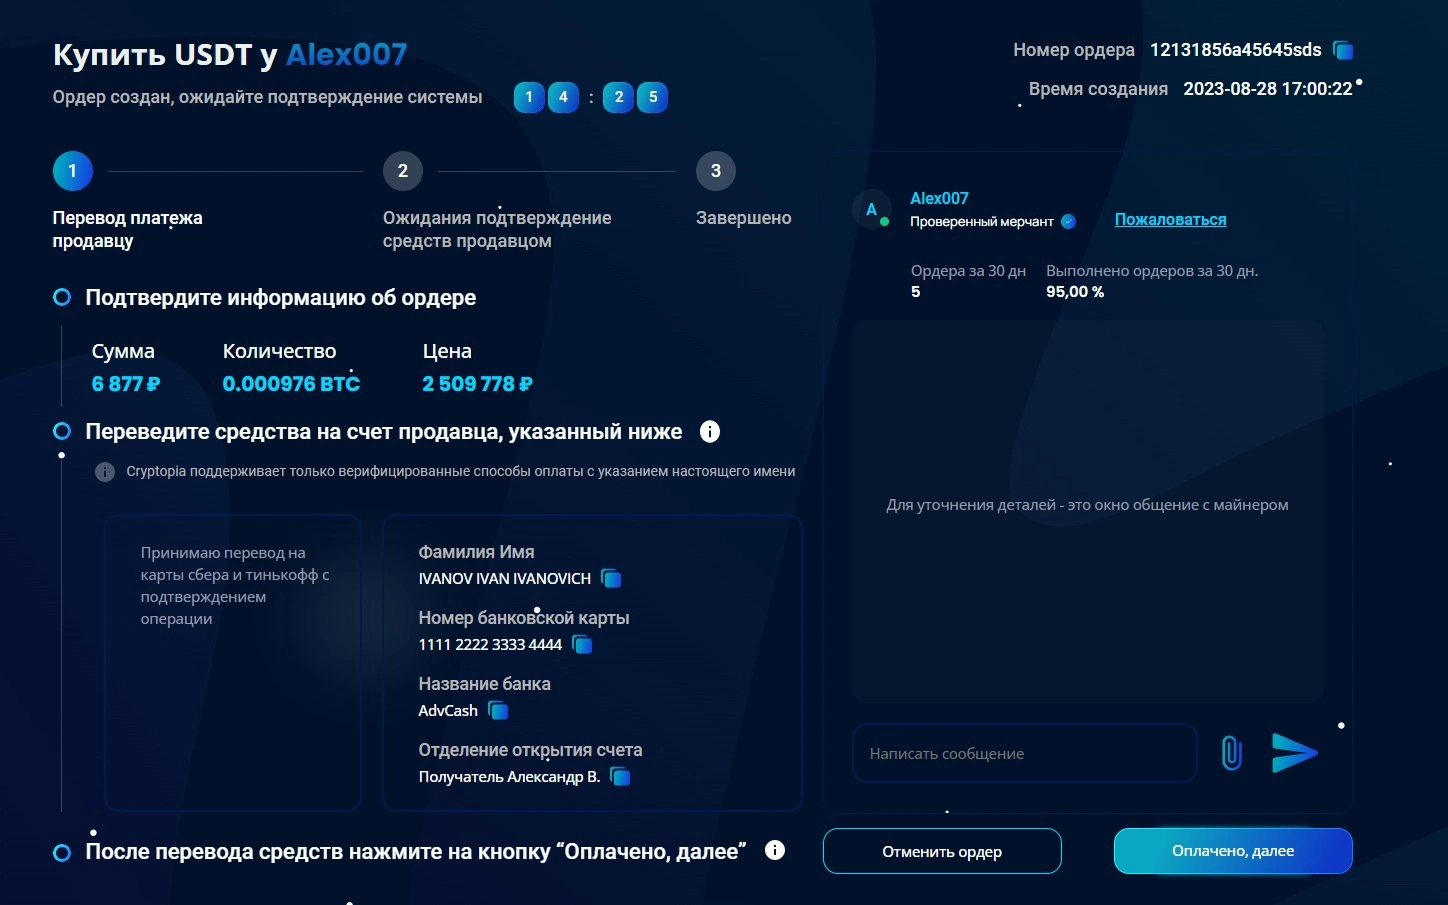 Купить USDT у Alex007
Ордер создан, ожидайте подтверждение системы 1 4 : 2 5
Номер ордера 12131856a45645sds
Время создания 2023-08-28 17:00:22
1
2
3
Перевод платежа
продавцу
Ожидания подтверждение
средств продавцом
Завершено
Подтвердите информацию об ордере
Сумма Количество Цена
6 877 ₽ 0.000976 BTC 2 509 778 ₽
Переведите средства на счет продавца, указанный ниже
Cryptopia поддерживает только верифицированные способы оплаты с указанием настоящего имени
Принимаю перевод на
карты сбера и тинькофф с
подтверждением
операции
Фамилия Имя
IVANOV IVAN IVANOVICH
Номер банковской карты
1111 2222 3333 4444
Название банка
AdvCash
Отделение открытия счета
Получатель Александр В.
После перевода средств нажмите на кнопку “Оплачено, далее”
A
Alex007
Проверенный мерчант
Пожаловаться
Ордера за 30 дн Выполнено ордеров за 30 дн.
5 95,00 %
Для уточнения деталей - это окно общение с майнером
Написать сообщение
Отменить ордер
Оплачено, далее